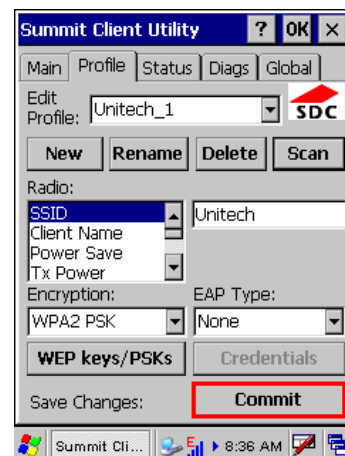 Summit Client Utility ? OK ×
Main Profile Status Diags Global
Edit
Profile: Unitech_1 SDC
New Rename Delete Scan
Radio:
SSID Unitech
Client Name
Power Save
Tx Power
Encryption: EAP Type:
WPA2 PSK None
WEP keys/PSKs Credentials
Save Changes: Commit
Summit Cli... 8:36 AM